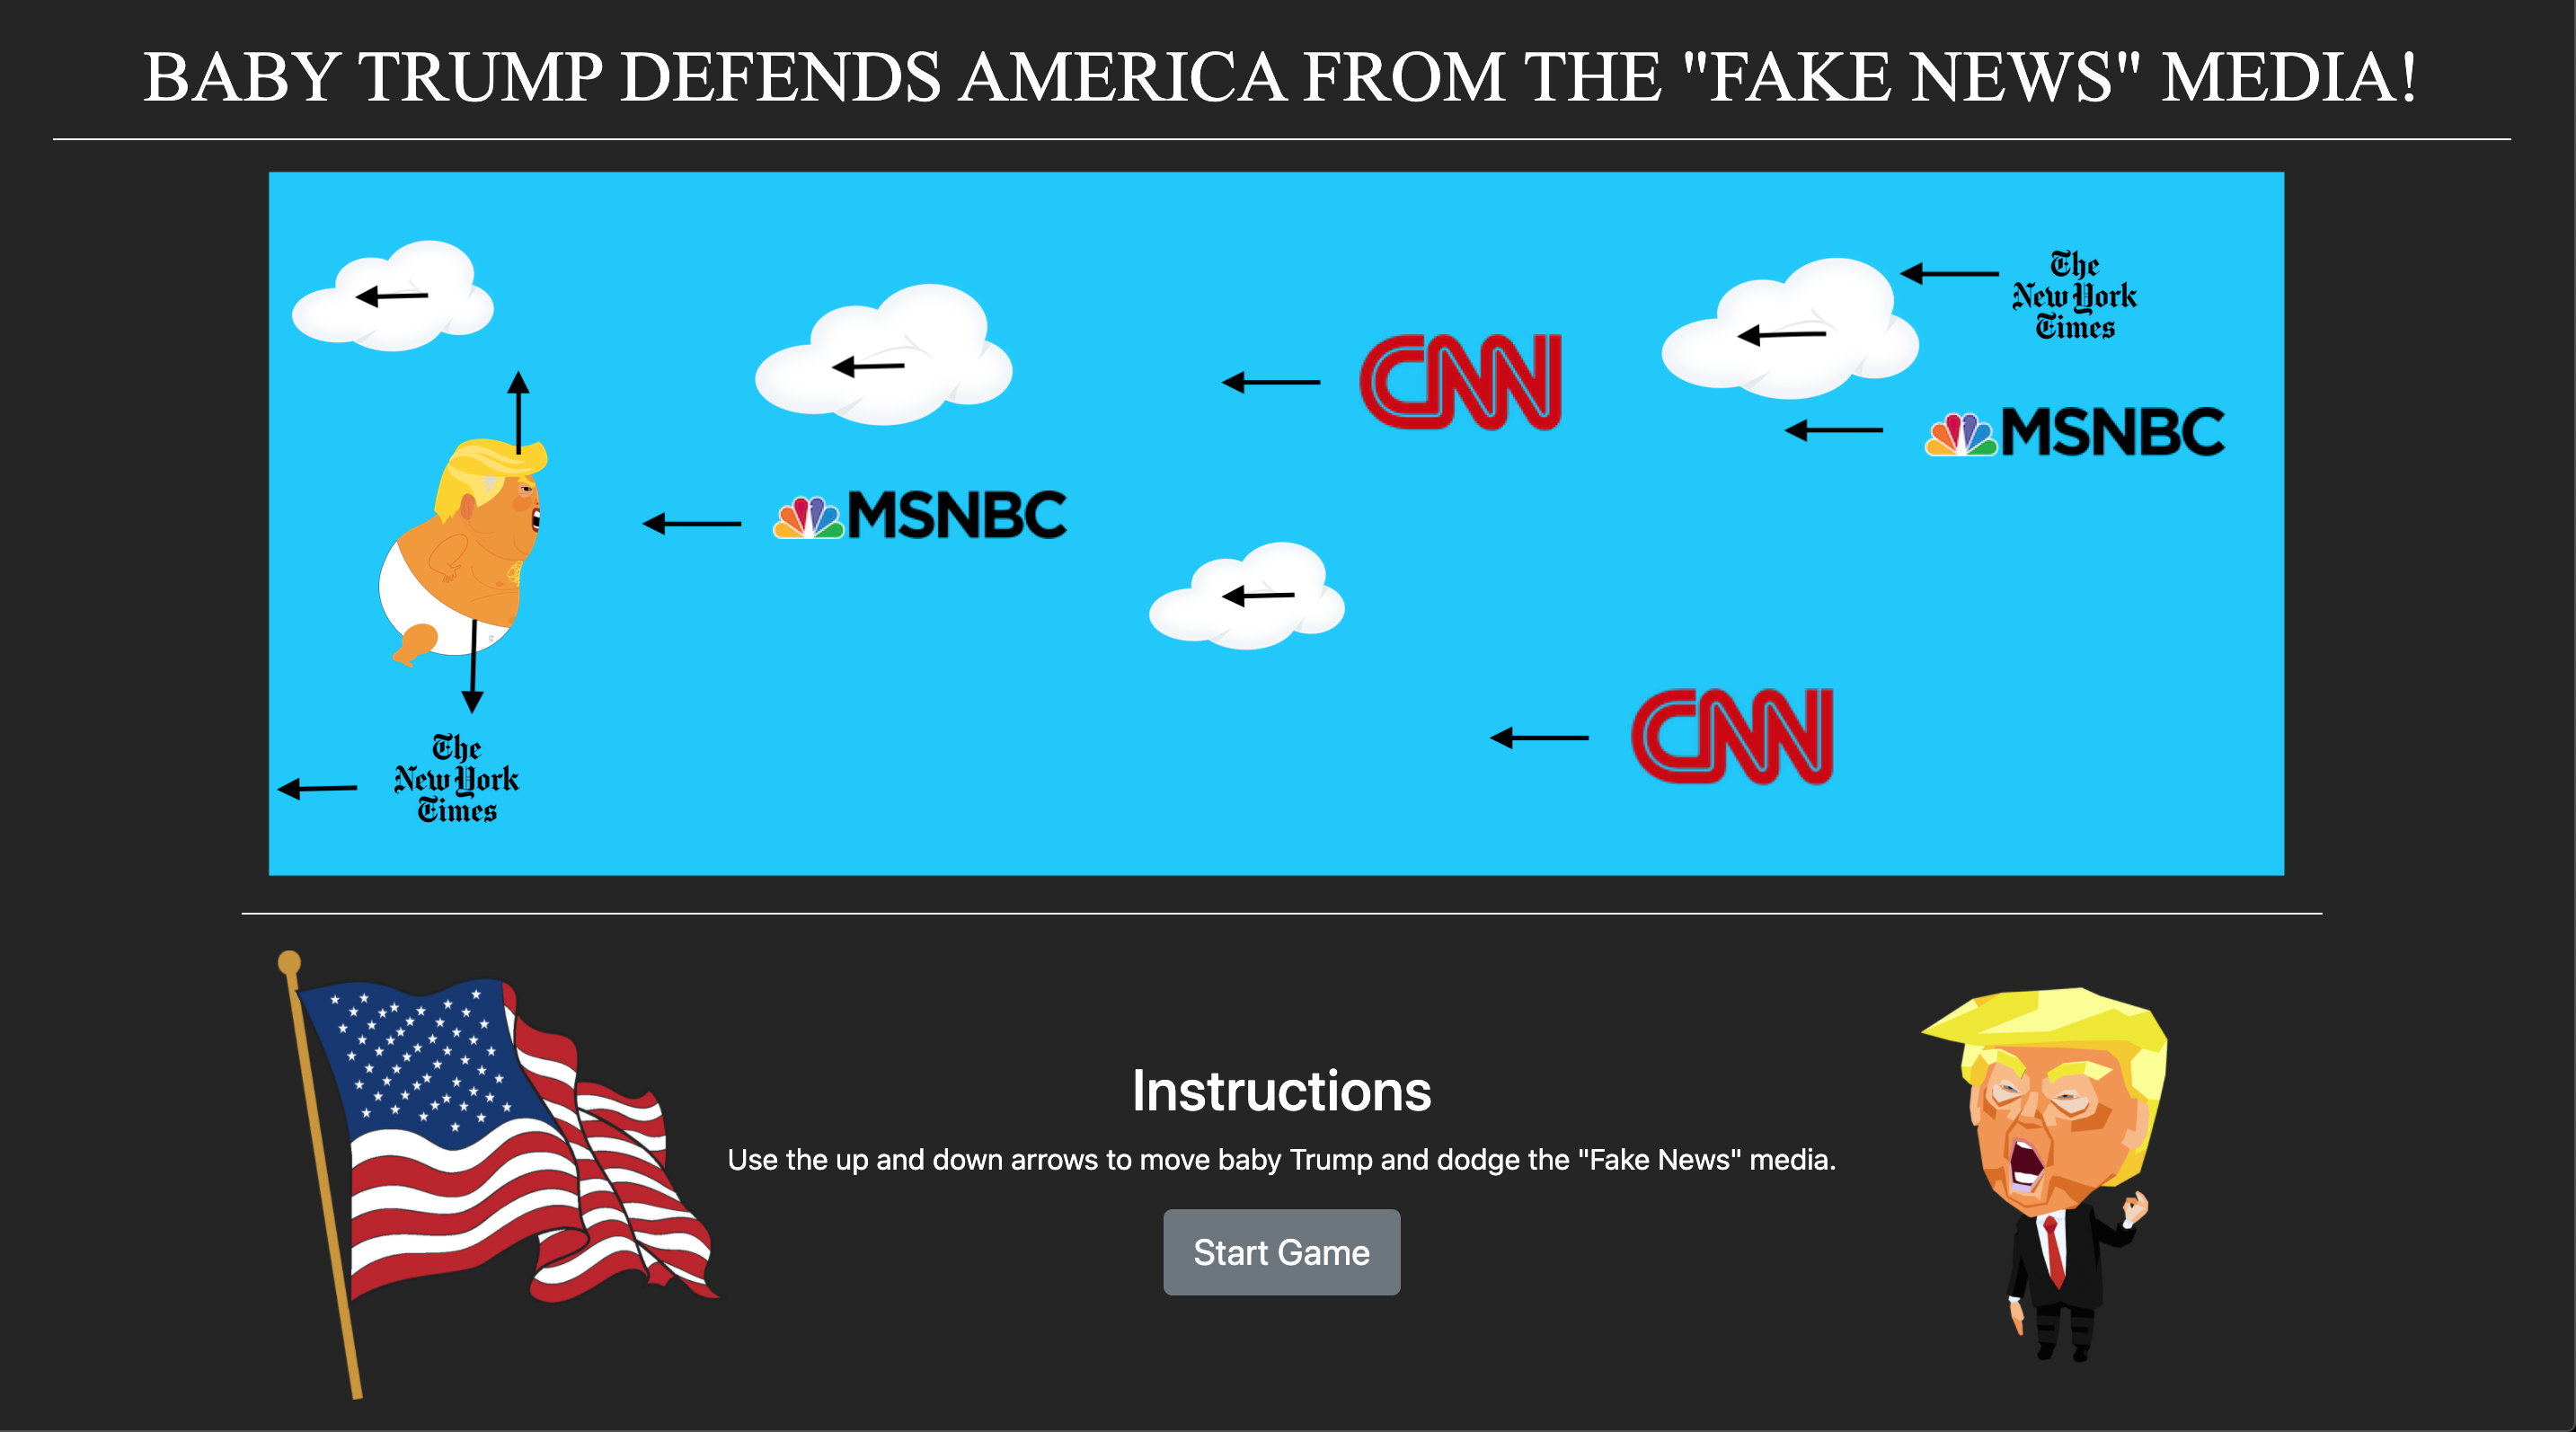 BABY TRUMP DEFENDS AMERICA FROM THE "FAKE NEWS" MEDIA!
The
New York
Times
CNN
MSNBC
MSNBC
CNN
The
New York
Times
Instructions
Use the up and down arrows to move baby Trump and dodge the "Fake News" media.
Start Game